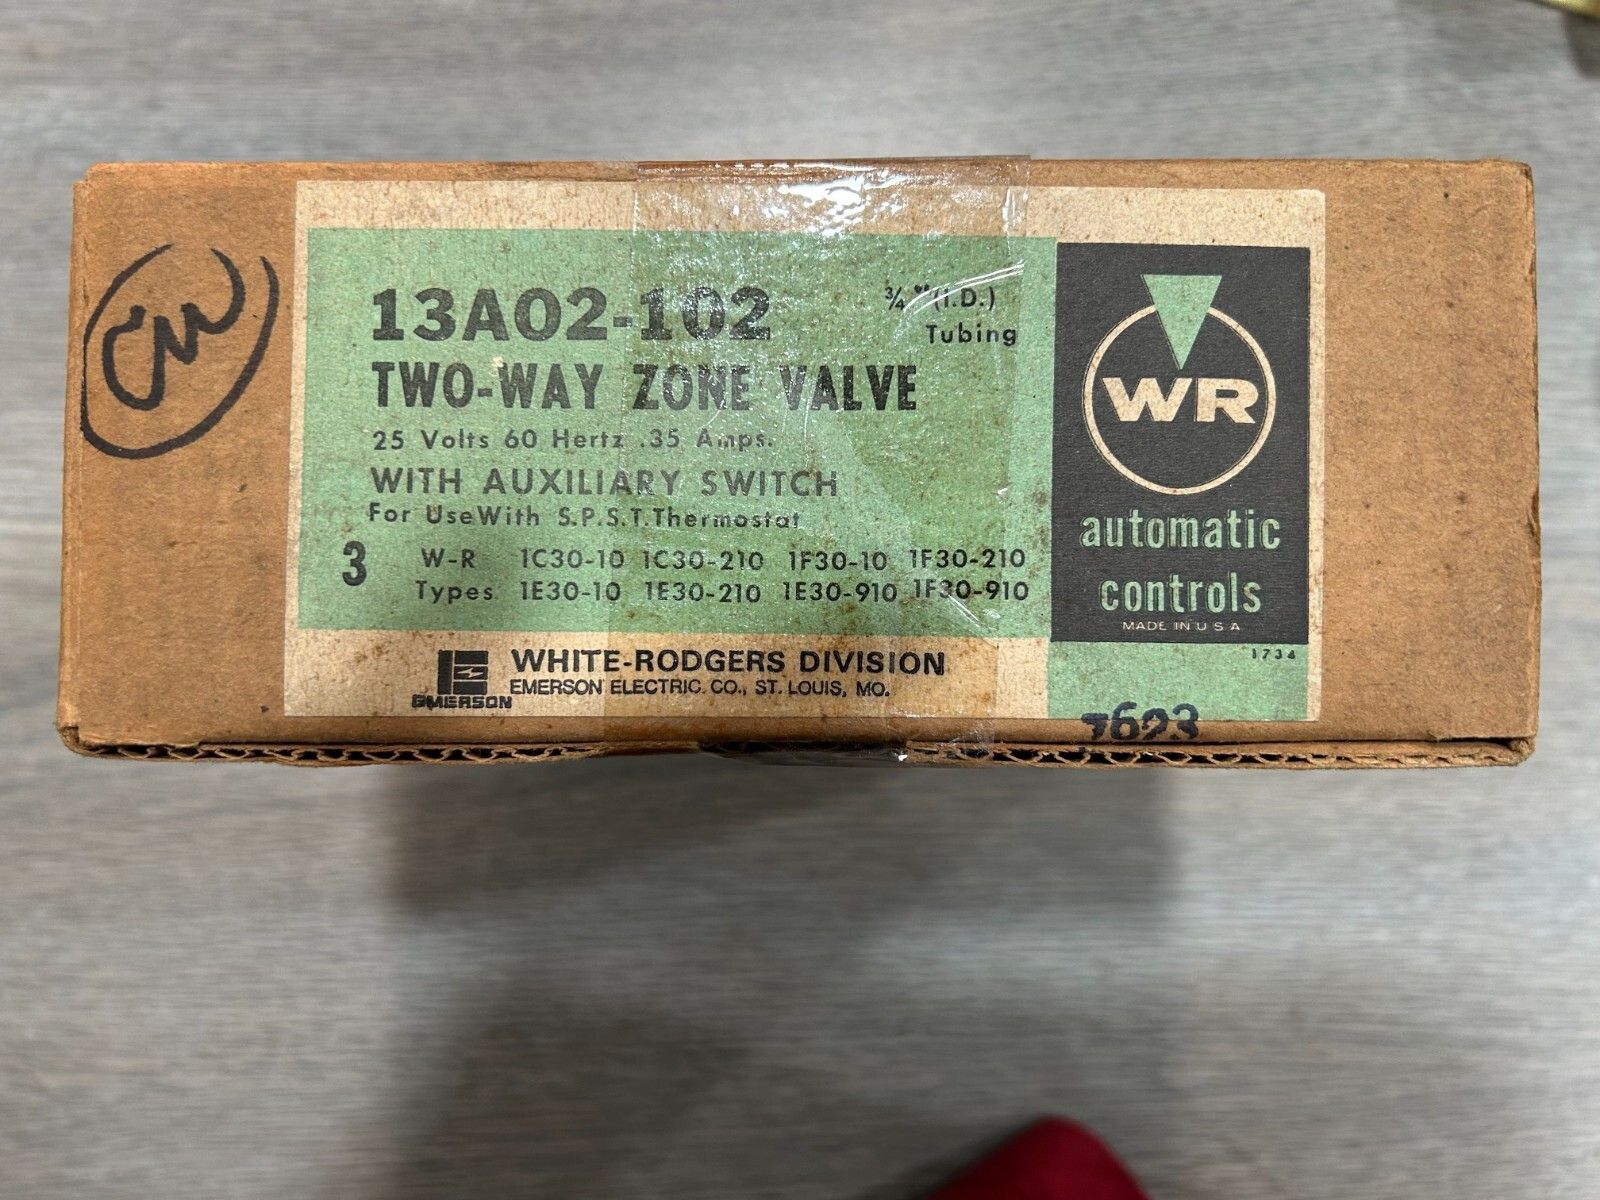 13A02-102
3/4" (I.D.)
Tubing
TWO-WAY ZONE VALVE
25 Volts 60 Hertz .35 Amps.
WITH AUXILIARY SWITCH
For Use With S.P.S.T. Thermostat
3 W-R 1C30-10 1C30-210 1F30-10 1F30-210
Types 1E30-10 1E30-210 1E30-910 1F30-910
WR
automatic
controls
MADE IN U S A
1734
WHITE-RODGERS DIVISION
EMERSON ELECTRIC CO., ST. LOUIS, MO.
EMERSON
7623